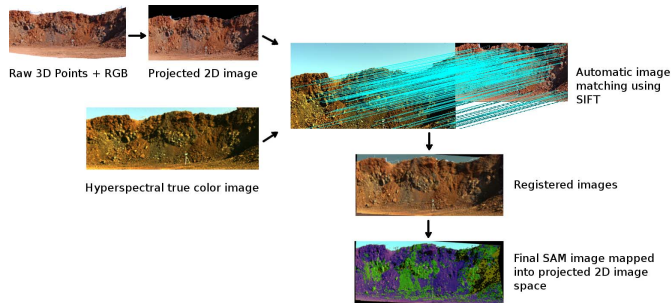 Raw 3D Points + RGB
Projected 2D image
Automatic image
matching using
SIFT
Hyperspectral true color image
Registered images
Final SAM image mapped
into projected 2D image
space